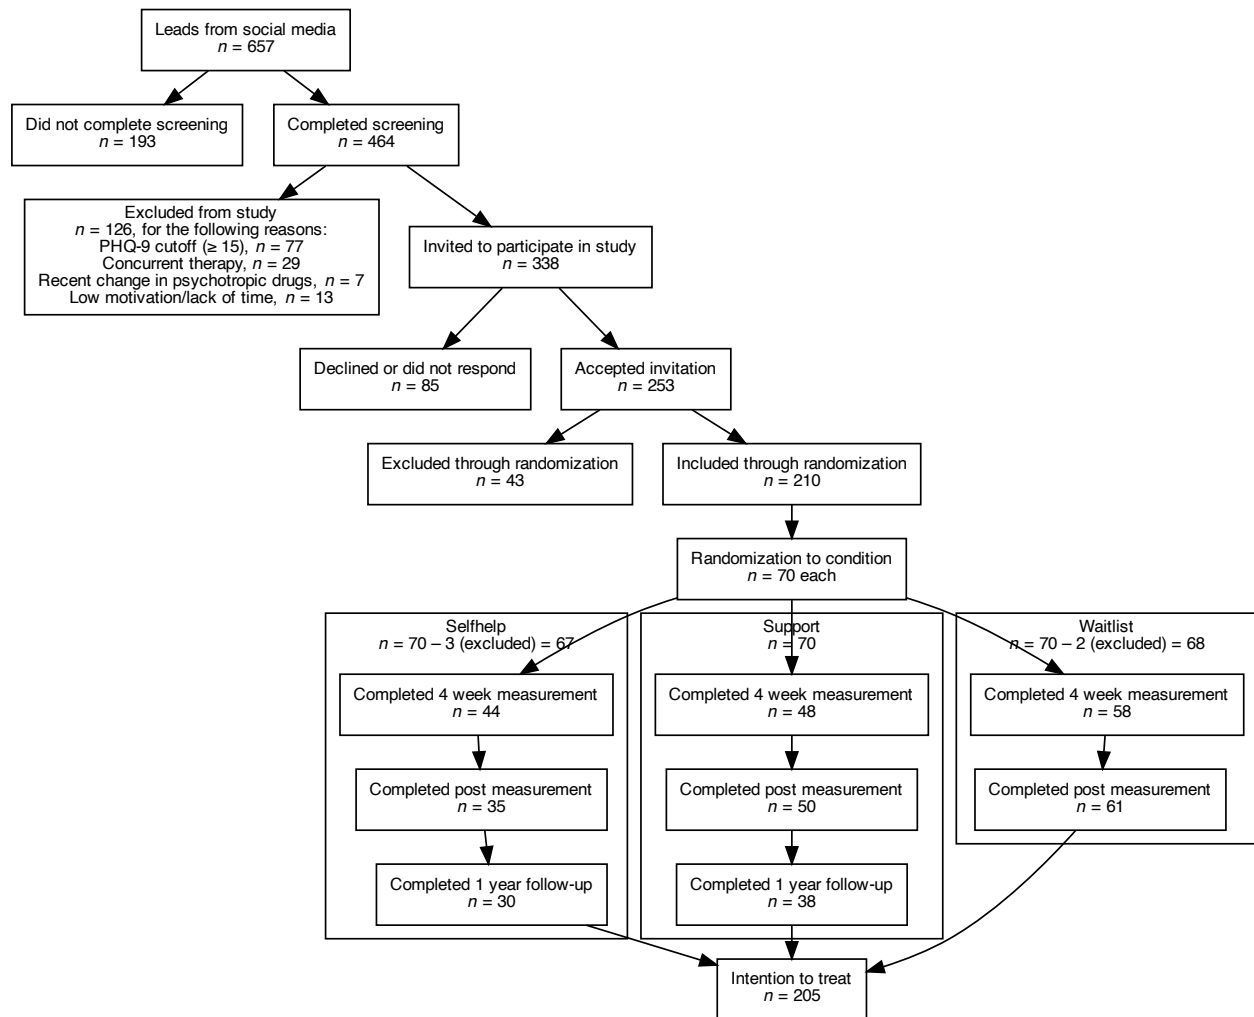 Leads from social media
n = 657
Did not complete screening
n = 193
Completed screening
n = 464
Excluded from study
n = 126, for the following reasons:
PHQ-9 cutoff (≥ 15), n = 77
Concurrent therapy, n = 29
Recent change in psychotropic drugs, n = 7
Low motivation/lack of time, n = 13
Invited to participate in study
n = 338
Declined or did not respond
n = 85
Accepted invitation
n = 253
Excluded through randomization
n = 43
Included through randomization
n = 210
Randomization to condition
n = 70 each
Selfhelp
n = 70 – 3 (excluded) = 67
Completed 4 week measurement
n = 44
Completed post measurement
n = 35
Completed 1 year follow-up
n = 30
Support
n = 70
Completed 4 week measurement
n = 48
Completed post measurement
n = 50
Completed 1 year follow-up
n = 38
Waitlist
n = 70 – 2 (excluded) = 68
Completed 4 week measurement
n = 58
Completed post measurement
n = 61
Intention to treat
n = 205